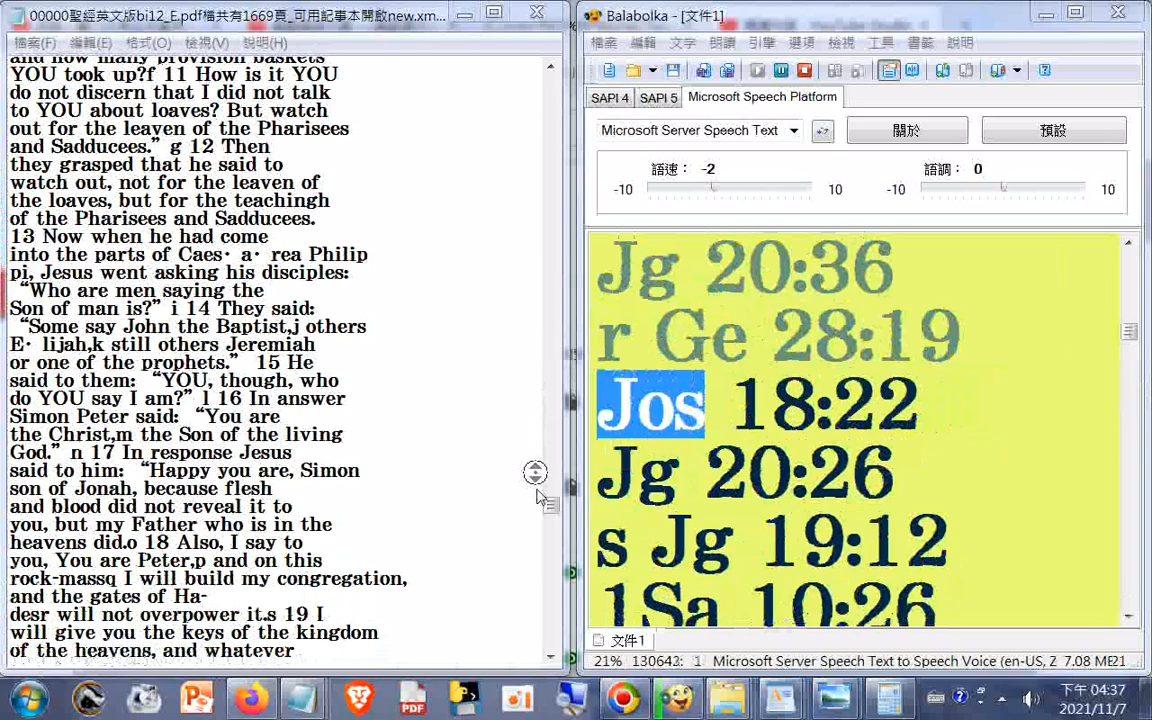 00000聖經英文版bi12_E.pdf檔共有1669頁_可用記事本開啟new.xm...
檔案(F) 編輯(E) 格式(O) 檢視(V) 說明(H)
and how many provision baskets
YOU took up?f 11 How is it YOU
do not discern that I did not talk
to YOU about loaves? But watch
out for the leaven of the Pharisees
and Sadducees.” g 12 Then
they grasped that he said to
watch out, not for the leaven of
the loaves, but for the teachingh
of the Pharisees and Sadducees.
13 Now when he had come
into the parts of Caes· a· rea Philip
pi, Jesus went asking his disciples:
“Who are men saying the
Son of man is?” i 14 They said:
“Some say John the Baptist,j others
E· lijah,k still others Jeremiah
or one of the prophets.” 15 He
said to them: “YOU, though, who
do YOU say I am?” l 16 In answer
Simon Peter said: “You are
the Christ,m the Son of the living
God.” n 17 In response Jesus
said to him: “Happy you are, Simon
son of Jonah, because flesh
and blood did not reveal it to
you, but my Father who is in the
heavens did.o 18 Also, I say to
you, You are Peter,p and on this
rock-massq I will build my congregation,
and the gates of Ha-
desr will not overpower it.s 19 I
will give you the keys of the kingdom
of the heavens, and whatever
Balabolka - [文件1]
檔案 編輯 文字 朗讀 引擎 選項 檢視 工具 書籤 說明
SAPI 4 SAPI 5 Microsoft Speech Platform
Microsoft Server Speech Text 關於 預設
語速： -2 語調： 0
-10 10 -10 10
Jg 20:36
r Ge 28:19
Jos 18:22
Jg 20:26
s Jg 19:12
1Sa 10:26
文件1
21% 130642: 1 Microsoft Server Speech Text to Speech Voice (en-US, Z 7.08 ME21
下午 04:37
2021/11/7